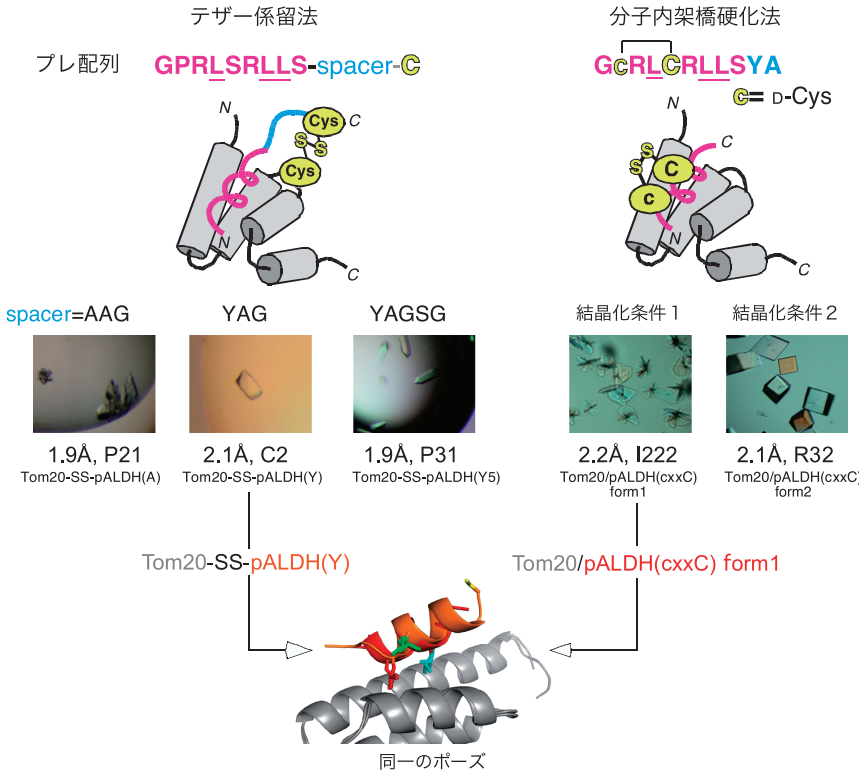 テザー係留法
分子内架橋硬化法
プレ配列
GPRLSRLLS-spacer-C
GcRLCRLLSYA
c= D-Cys
N
Cys
C
S
S
Cys
N
C
N
C
S
S
C
c
N
C
spacer=AAG
YAG
YAGSG
結晶化条件1
結晶化条件2
1.9Å, P21
2.1Å, C2
1.9Å, P31
2.2Å, I222
2.1Å, R32
Tom20-SS-pALDH(A)
Tom20-SS-pALDH(Y)
Tom20-SS-pALDH(Y5)
Tom20/pALDH(cxxC)
form1
Tom20/pALDH(cxxC)
form2
Tom20-SS-pALDH(Y)
Tom20/pALDH(cxxC) form1
同一のポーズ